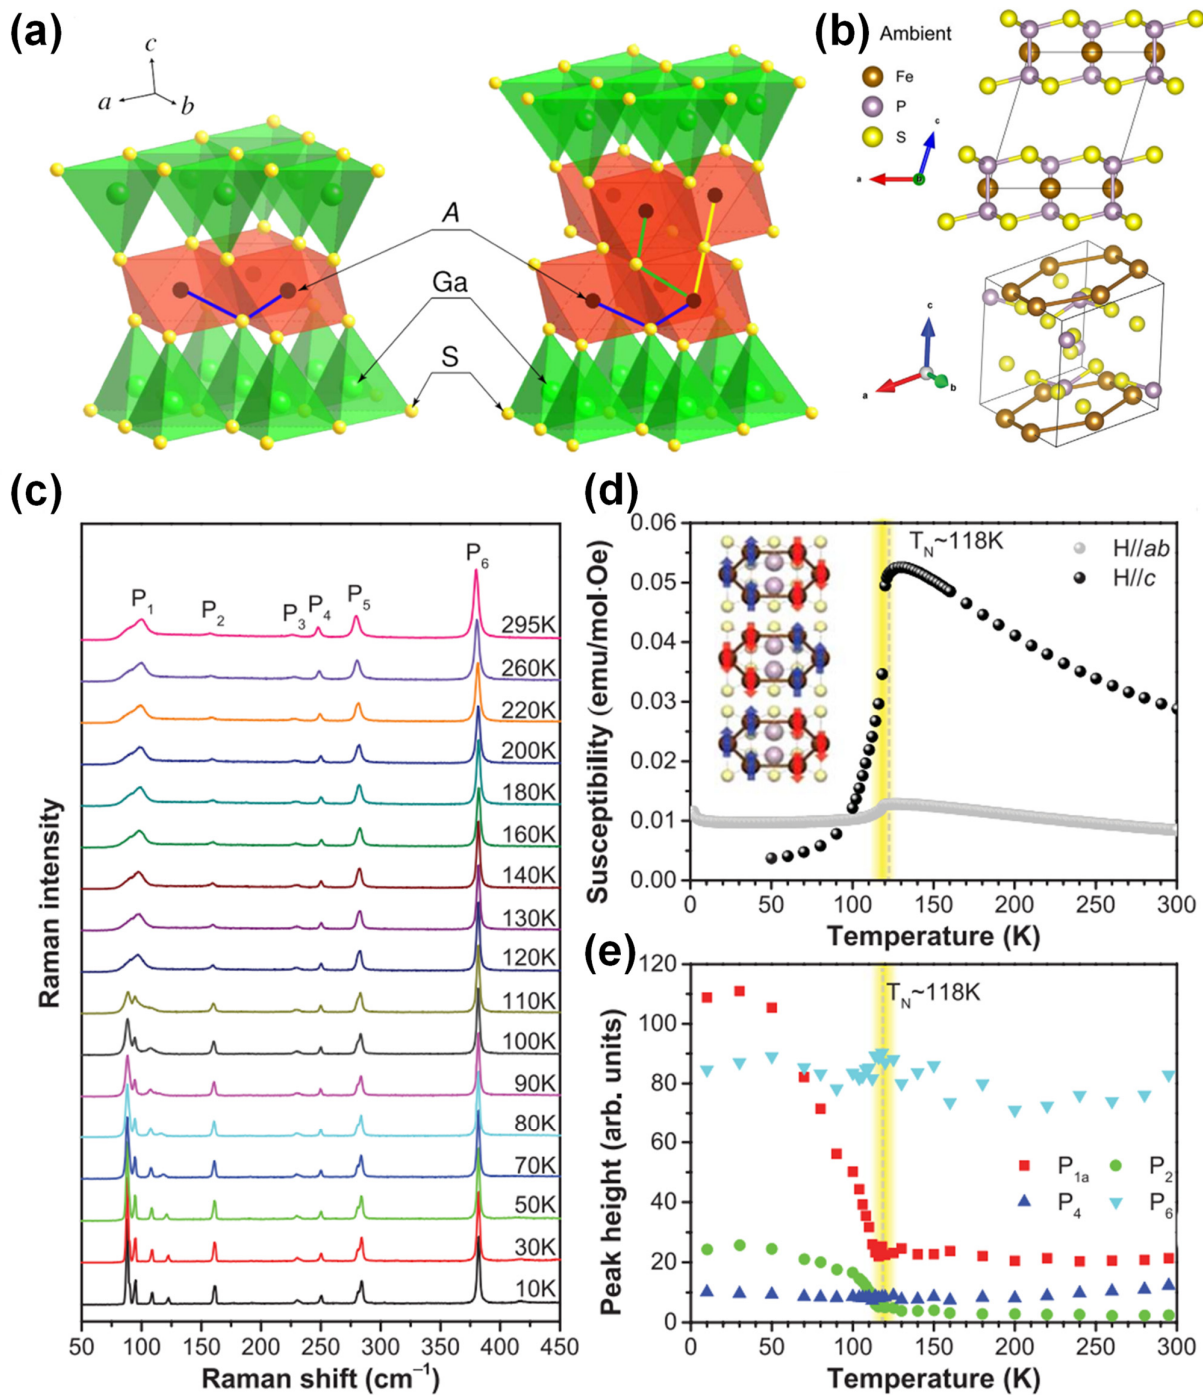 (a)
c
a
b
A
Ga
S
(b)
Ambient
Fe
P
S
c
a
b
c
a
b
(c)
P1
P2
P3
P4
P5
P6
295K
260K
220K
200K
180K
160K
140K
130K
120K
110K
100K
90K
80K
70K
50K
30K
10K
Raman intensity
50 100 150 200 250 300 350 400 450
Raman shift (cm−1)
(d)
0.06
0.05
0.04
0.03
0.02
0.01
0.00
Susceptibility (emu/mol·Oe)
TN~118K
H//ab
H//c
0 50 100 150 200 250 300
Temperature (K)
(e)
120
100
80
60
40
20
0
Peak height (arb. units)
TN~118K
P1a
P2
P4
P6
0 50 100 150 200 250 300
Temperature (K)